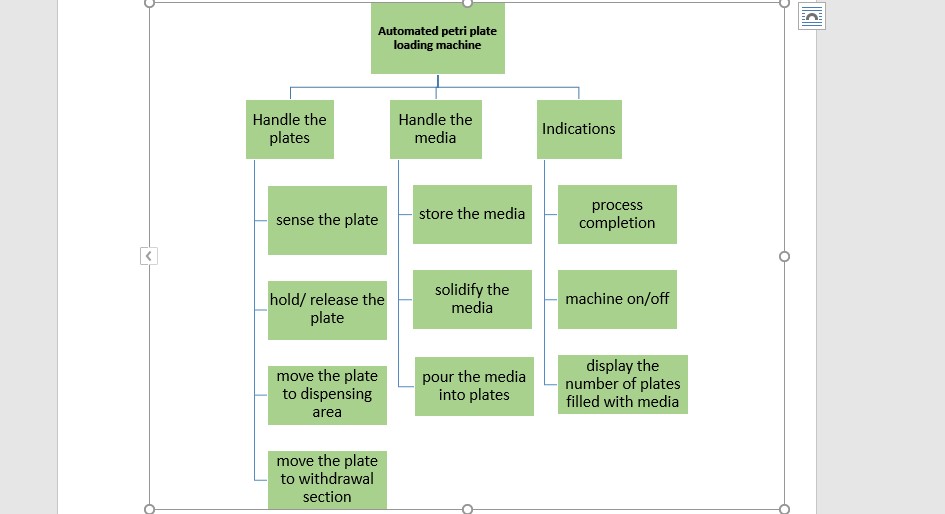 Automated petri plate
loading machine
Handle the
plates
Handle the
media
Indications
sense the plate
hold/ release the
plate
move the plate
to dispensing
area
move the plate
to withdrawal
section
store the media
solidify the
media
pour the media
into plates
process
completion
machine on/off
display the
number of plates
filled with media